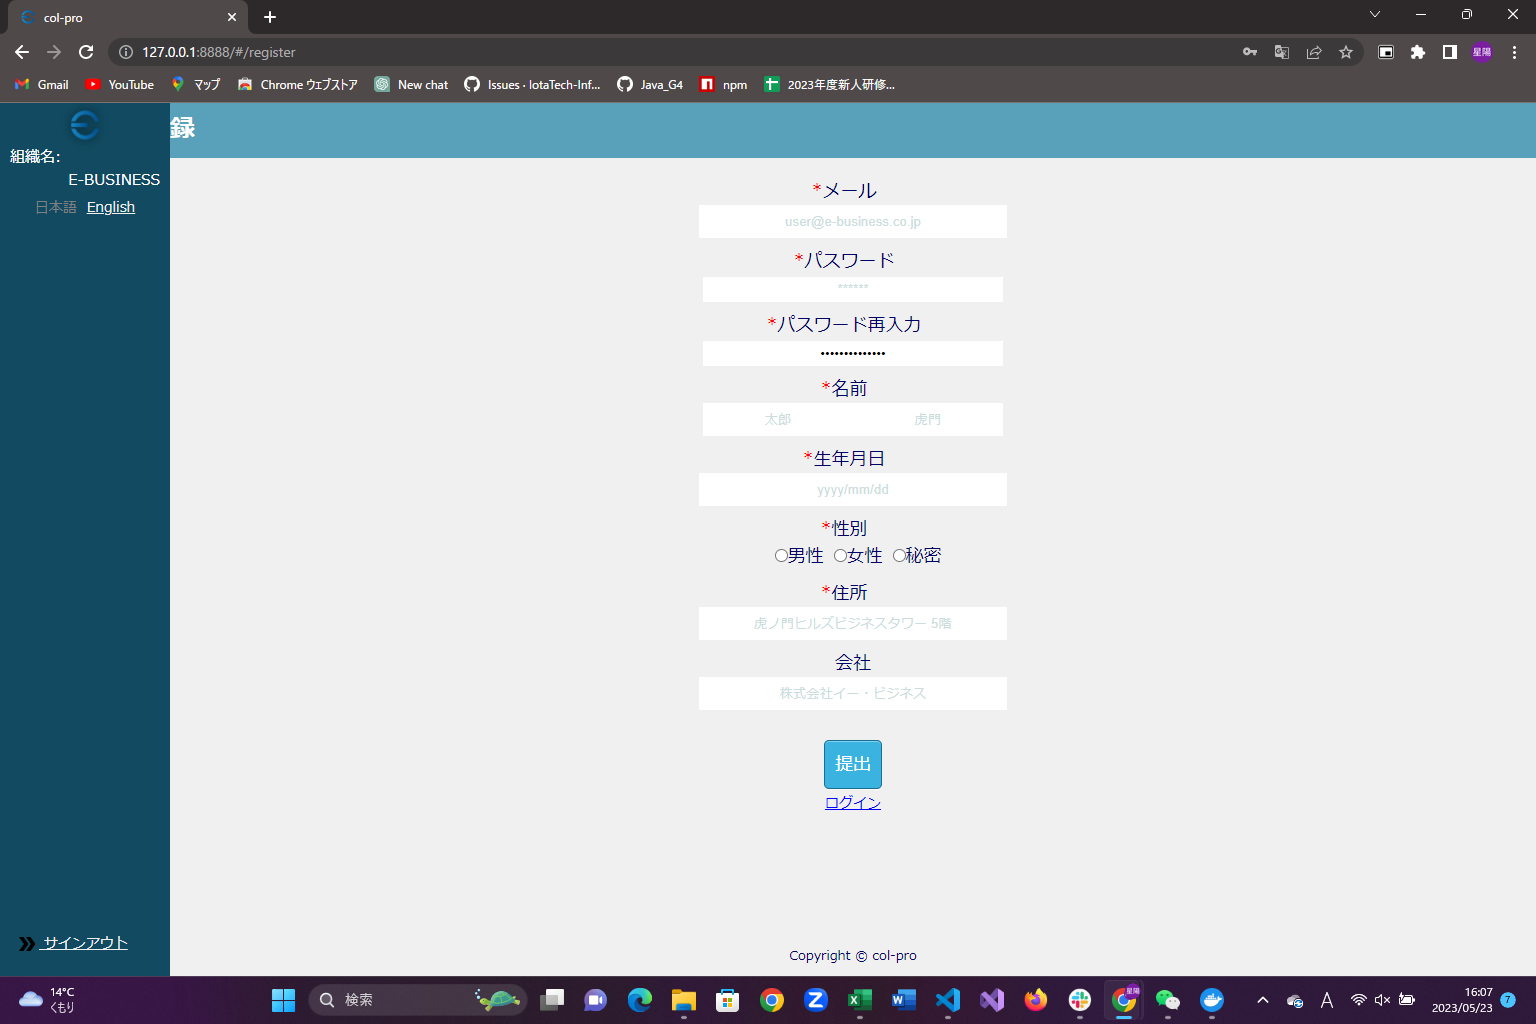 col-pro
127.0.0.1:8888/#/register
星陽
Gmail YouTube マップ Chrome ウェブストア New chat Issues · IotaTech-Inf... Java_G4 npm 2023年度新人研修...
録
組織名:
E-BUSINESS
日本語 English
*メール
user@e-business.co.jp
*パスワード
******
*パスワード再入力
••••••••••••••
*名前
太郎 虎門
*生年月日
yyyy/mm/dd
*性別
男性 女性 秘密
*住所
虎ノ門ヒルズビジネスタワー 5階
会社
株式会社イー・ビジネス
提出
ログイン
サインアウト
Copyright © col-pro
14°C
くもり
検索
星陽
A
16:07
2023/05/23
7